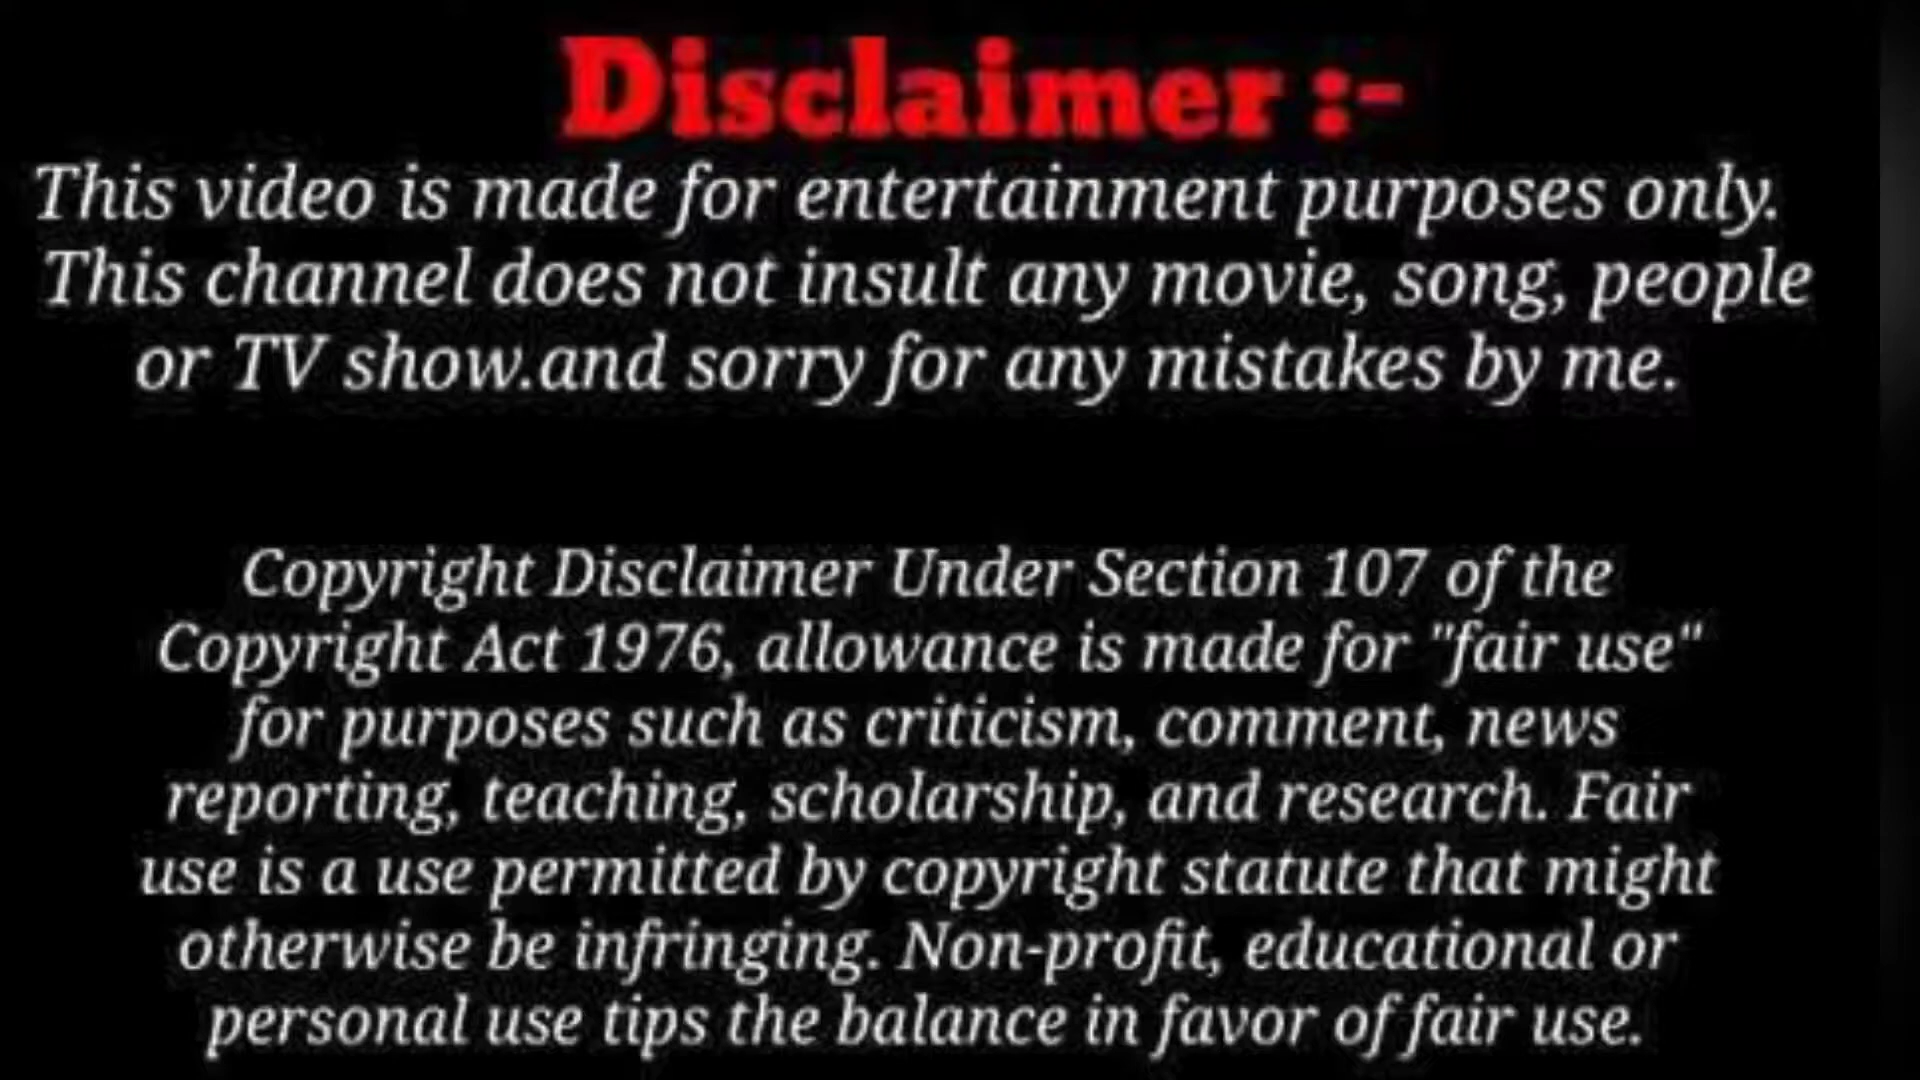 Disclaimer :-
This video is made for entertainment purposes only.
This channel does not insult any movie, song, people
or TV show.and sorry for any mistakes by me.
Copyright Disclaimer Under Section 107 of the
Copyright Act 1976, allowance is made for "fair use"
for purposes such as criticism, comment, news
reporting, teaching, scholarship, and research. Fair
use is a use permitted by copyright statute that might
otherwise be infringing. Non-profit, educational or
personal use tips the balance in favor of fair use.